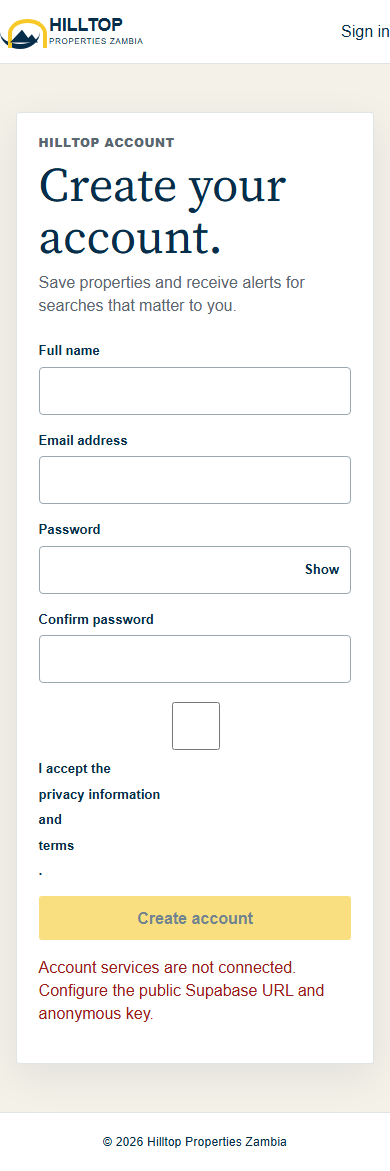 HILLTOP
PROPERTIES ZAMBIA
Sign in
HILLTOP ACCOUNT
Create your
account.
Save properties and receive alerts for
searches that matter to you.
Full name
Email address
Password
Show
Confirm password
I accept the
privacy information
and
terms
.
Create account
Account services are not connected.
Configure the public Supabase URL and
anonymous key.
© 2026 Hilltop Properties Zambia